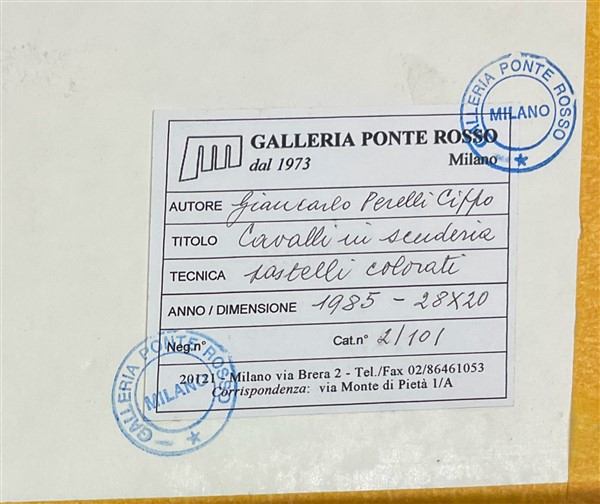 GALLERIA PONTE ROSSO
MILANO
GALLERIA PONTE ROSSO
dal 1973 Milano
AUTORE Giancarlo Perelli Cippo
TITOLO Cavalli in scuderia
TECNICA pastelli colorati
ANNO / DIMENSIONE 1985 - 28x20
Neg.n° Cat.n° 2/101
20121 - Milano via Brera 2 - Tel./Fax 02/86461053
Corrispondenza: via Monte di Pietà 1/A
GALLERIA PONTE ROSSO
MILANO